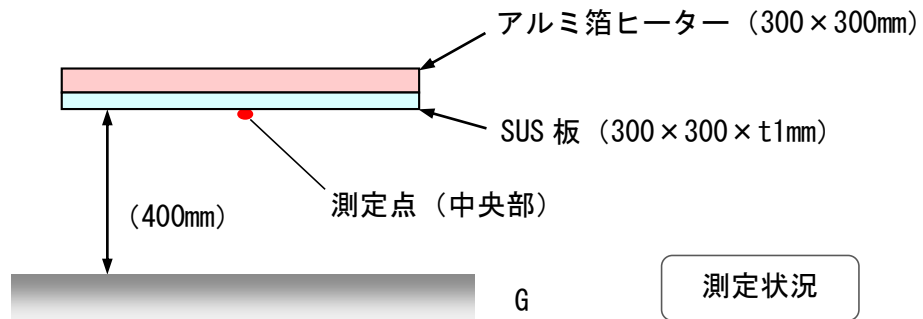 アルミ箔ヒーター（300×300mm）
SUS 板（300×300×t1mm）
測定点（中央部）
（400mm）
G
測定状況